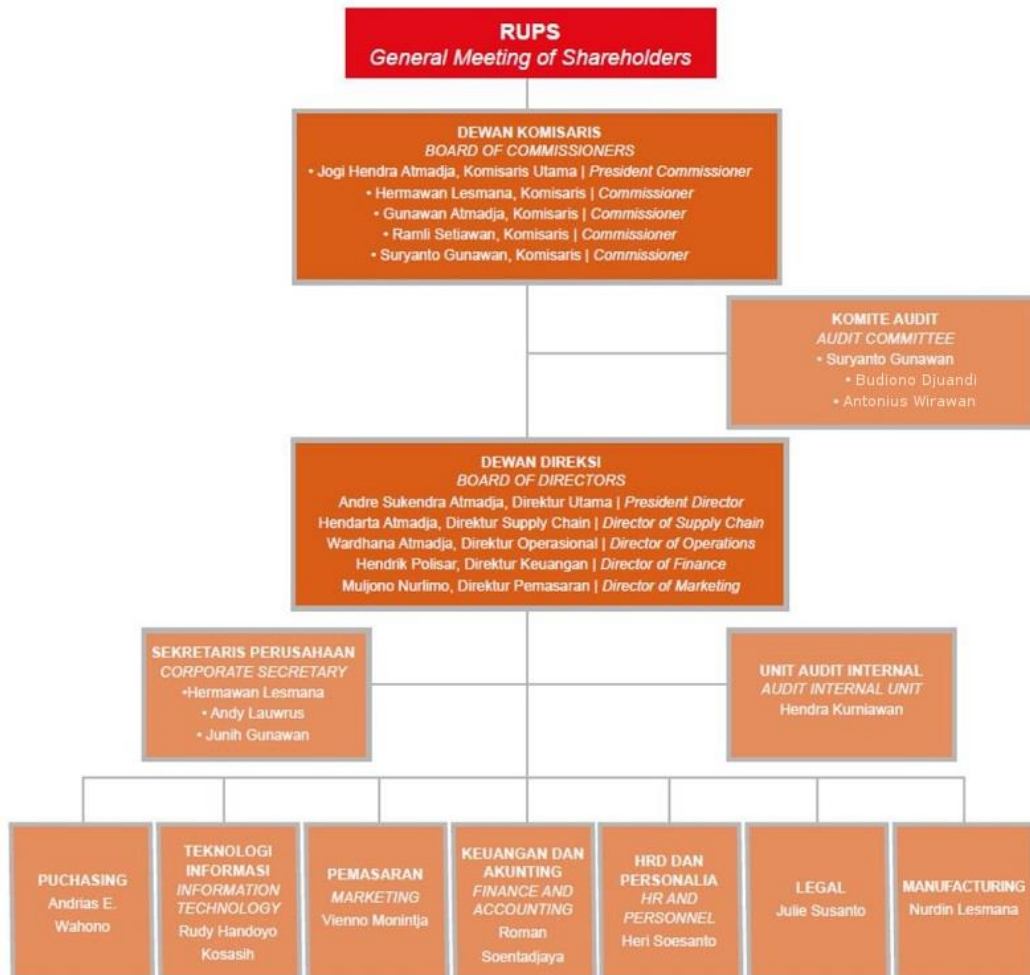 RUPS
General Meeting of Shareholders
DEWAN KOMISARIS
BOARD OF COMMISSIONERS
• Jogi Hendra Atmadja, Komisaris Utama | President Commissioner
• Hermawan Lesmana, Komisaris | Commissioner
• Gunawan Atmadja, Komisaris | Commissioner
• Ramli Setiawan, Komisaris | Commissioner
• Suryanto Gunawan, Komisaris | Commissioner
KOMITE AUDIT
AUDIT COMMITTEE
• Suryanto Gunawan
• Budiono Djuandi
• Antonius Wirawan
DEWAN DIREKSI
BOARD OF DIRECTORS
Andre Sukendra Atmadja, Direktur Utama | President Director
Hendarta Atmadja, Direktur Supply Chain | Director of Supply Chain
Wardhana Atmadja, Direktur Operasional | Director of Operations
Hendrik Polisar, Direktur Keuangan | Director of Finance
Muljono Nurlimo, Direktur Pemasaran | Director of Marketing
SEKRETARIS PERUSAHAAN
CORPORATE SECRETARY
•Hermawan Lesmana
• Andy Lauwrus
• Junih Gunawan
UNIT AUDIT INTERNAL
AUDIT INTERNAL UNIT
Hendra Kurniawan
PUCHASING
Andrias E.
Wahono
TEKNOLOGI
INFORMASI
INFORMATION
TECHNOLOGY
Rudy Handoyo
Kosasih
PEMASARAN
MARKETING
Vienno Monintja
KEUANGAN DAN
AKUNTING
FINANCE AND
ACCOUNTING
Roman
Soentadjaya
HRD DAN
PERSONALIA
HR AND
PERSONNEL
Heri Soesanto
LEGAL
Julie Susanto
MANUFACTURING
Nurdin Lesmana